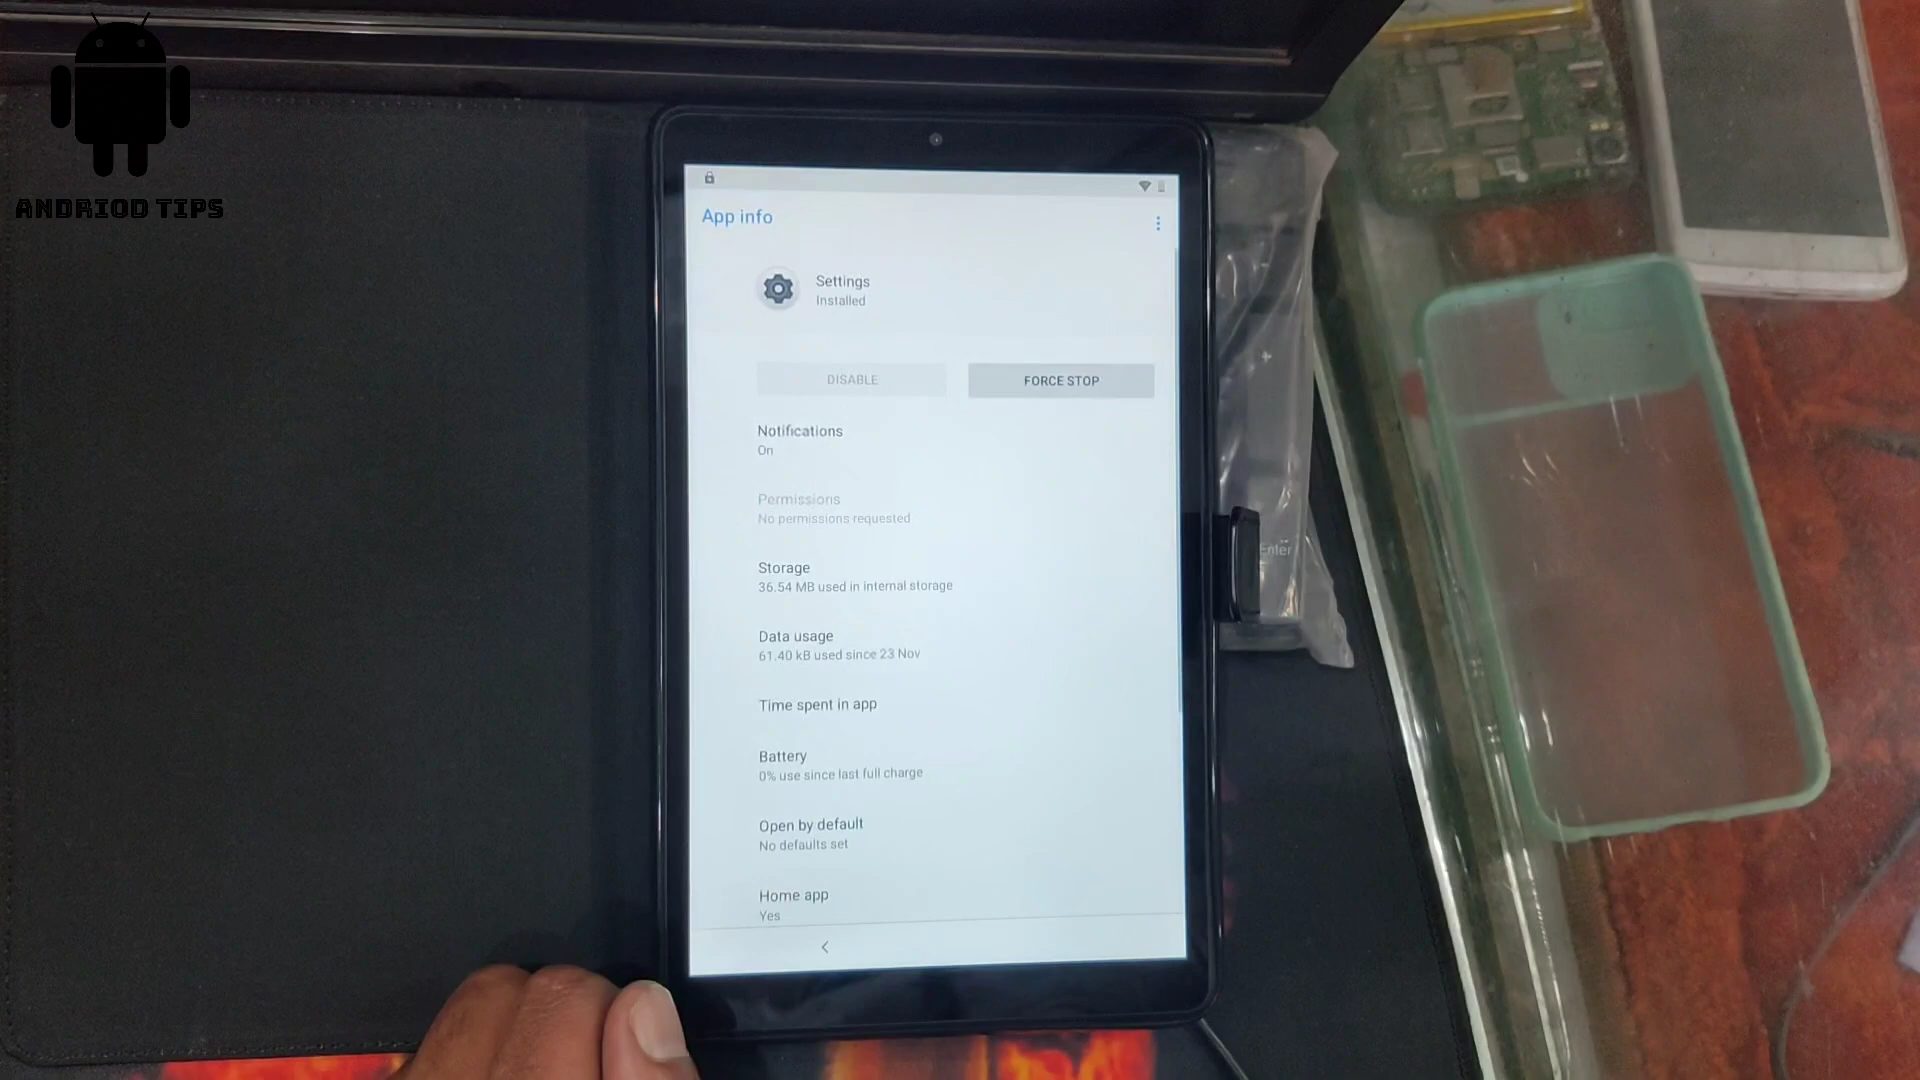 ANDRIOD TIPS
App info
Settings
Installed
DISABLE
FORCE STOP
Notifications
On
Permissions
No permissions requested
Storage
36.54 MB used in internal storage
Data usage
61.40 kB used since 23 Nov
Time spent in app
Battery
0% use since last full charge
Open by default
No defaults set
Home app
Yes
+
Enter